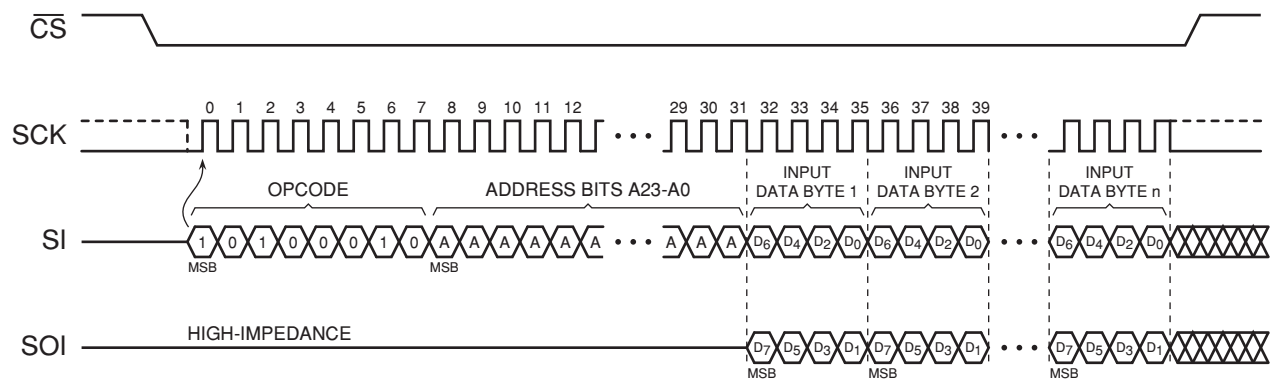 CS
SCK
0 1 2 3 4 5 6 7 8 9 10 11 12 29 30 31 32 33 34 35 36 37 38 39
OPCODE
ADDRESS BITS A23-A0
INPUT
DATA BYTE 1
INPUT
DATA BYTE 2
INPUT
DATA BYTE n
SI
1 0 1 0 0 0 1 0 A A A A A A A A A D6 D4 D2 D0 D6 D4 D2 D0 D6 D4 D2 D0
MSB MSB
HIGH-IMPEDANCE
SOI
D7 D5 D3 D1 D7 D5 D3 D1 D7 D5 D3 D1
MSB MSB MSB